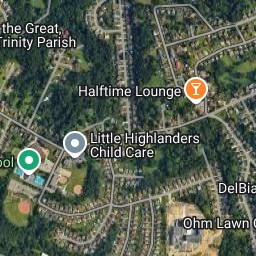 the Great
Trinity Parish
Halftime Lounge
Little Highlanders
Child Care
ool
DelBia
Ohm Lawn C